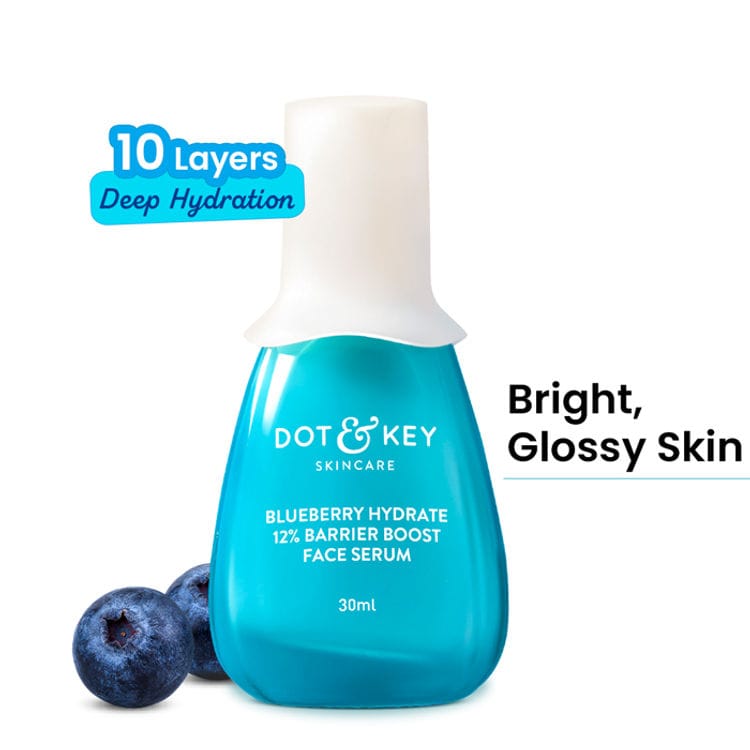 10 Layers
Deep Hydration
DOT & KEY
SKINCARE
BLUEBERRY HYDRATE
12% BARRIER BOOST
FACE SERUM
30ml
Bright,
Glossy Skin